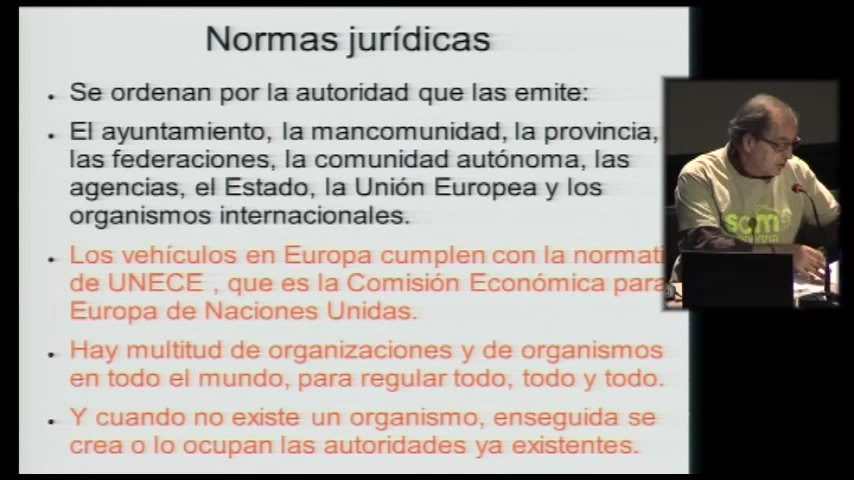 Normas jurídicas
Se ordenan por la autoridad que las emite:
El ayuntamiento, la mancomunidad, la provincia,
las federaciones, la comunidad autónoma, las
agencias, el Estado, la Unión Europea y los
organismos internacionales.
Los vehículos en Europa cumplen con la normati
de UNECE , que es la Comisión Económica para
Europa de Naciones Unidas.
Hay multitud de organizaciones y de organismos
en todo el mundo, para regular todo, todo y todo.
Y cuando no existe un organismo, enseguida se
crea o lo ocupan las autoridades ya existentes.
som
energia